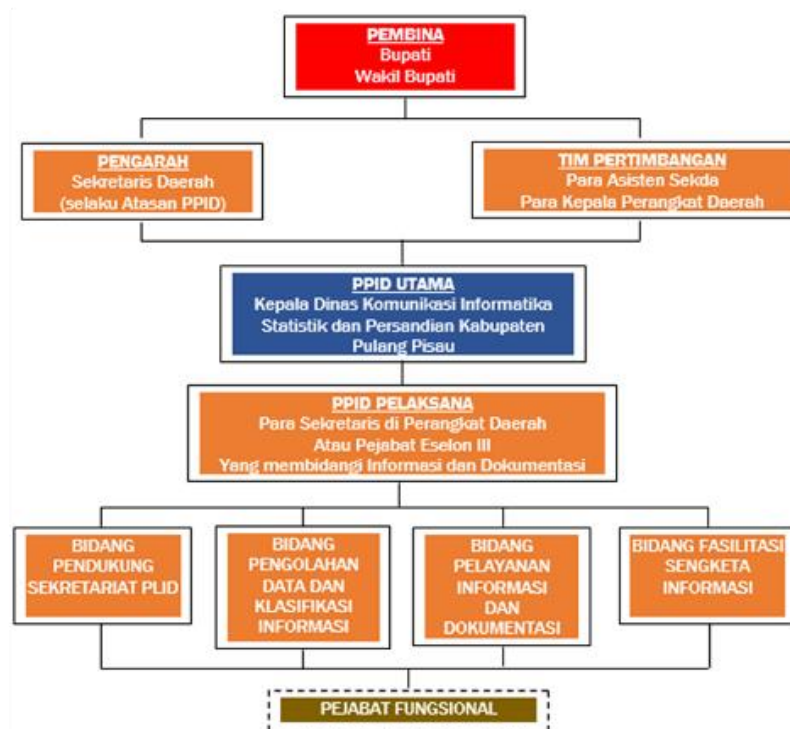 PEMBINA
Bupati
Wakil Bupati
PENGARAH
Sekretaris Daerah
(selaku Atasan PPID)
TIM PERTIMBANGAN
Para Asisten Sekda
Para Kepala Perangkat Daerah
PPID UTAMA
Kepala Dinas Komunikasi Informatika
Statistik dan Persandian Kabupaten
Pulang Pisau
PPID PELAKSANA
Para Sekretaris di Perangkat Daerah
Atau Pejabat Eselon III
Yang membidangi Informasi dan Dokumentasi
BIDANG
PENDUKUNG
SEKRETARIAT PLID
BIDANG
PENGOLAHAN
DATA DAN
KLASIFIKASI
INFORMASI
BIDANG
PELAYANAN
INFORMASI
DAN
DOKUMENTASI
BIDANG FASILITASI
SENGKETA
INFORMASI
PEJABAT FUNGSIONAL